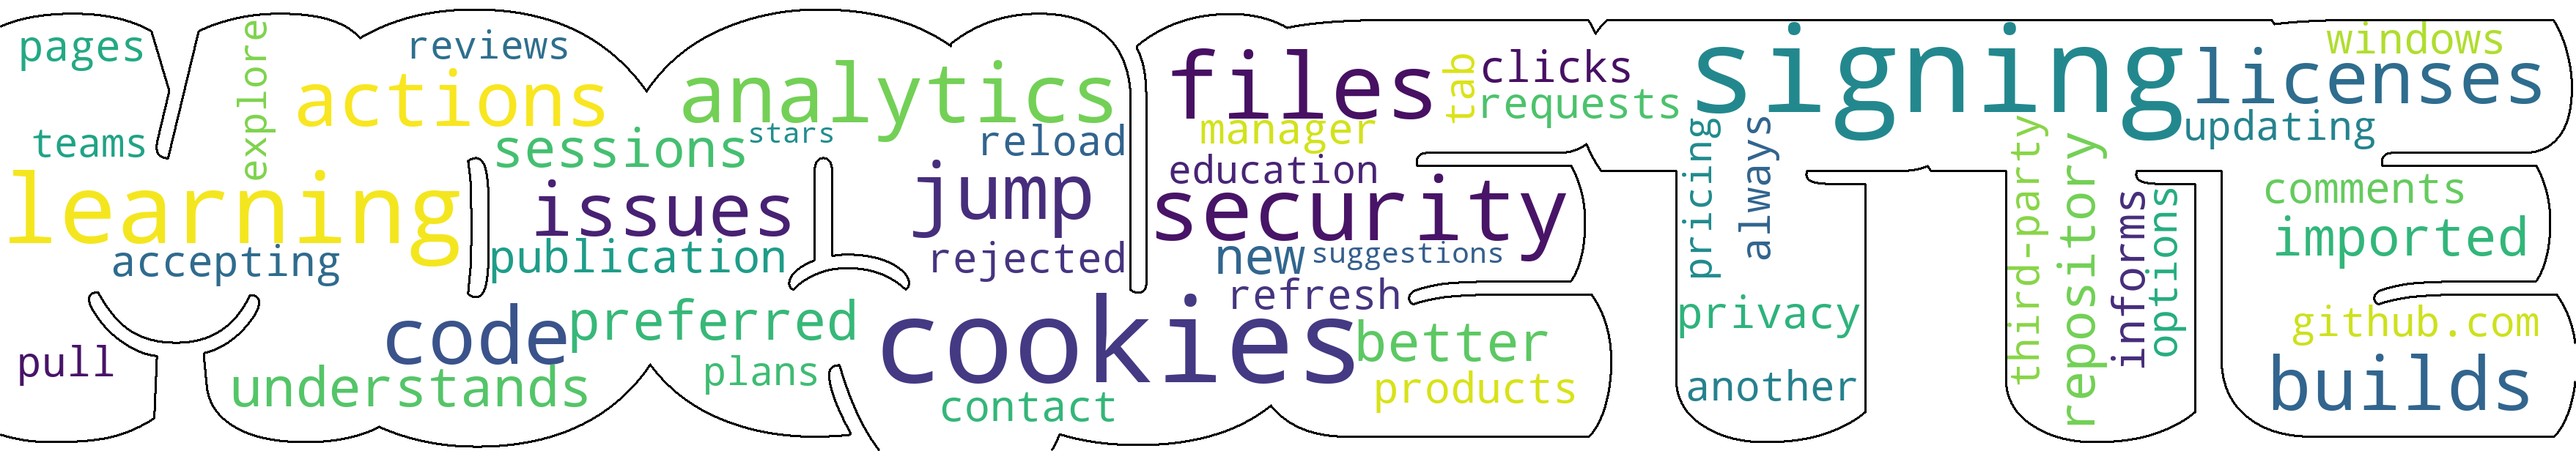 pages
teams
learning
accepting
pull
explore
actions
reviews
sessions
stars
analytics
reload
issues
publication
jump
rejected
code
preferred
understands
plans
cookies
contact
files
manager
education
security
new
suggestions
refresh
better
products
tab
clicks
requests
signing
pricing
always
privacy
another
third-party
repository
informs
options
licenses
windows
updating
comments
imported
github.com
builds